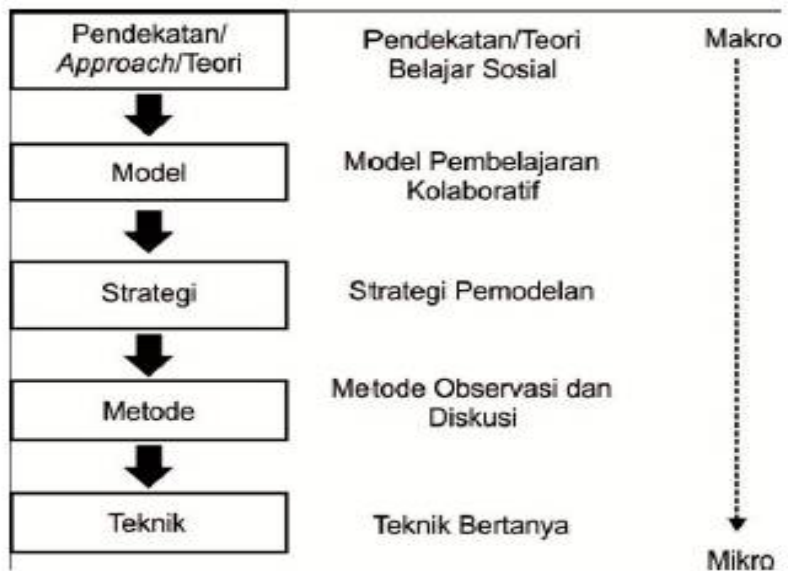 Pendekatan/
Approach/Teori
Pendekatan/Teori
Belajar Sosial
Makro
Model
Model Pembelajaran
Kolaboratif
Strategi
Strategi Pemodelan
Metode
Metode Observasi dan
Diskusi
Teknik
Teknik Bertanya
Mikro